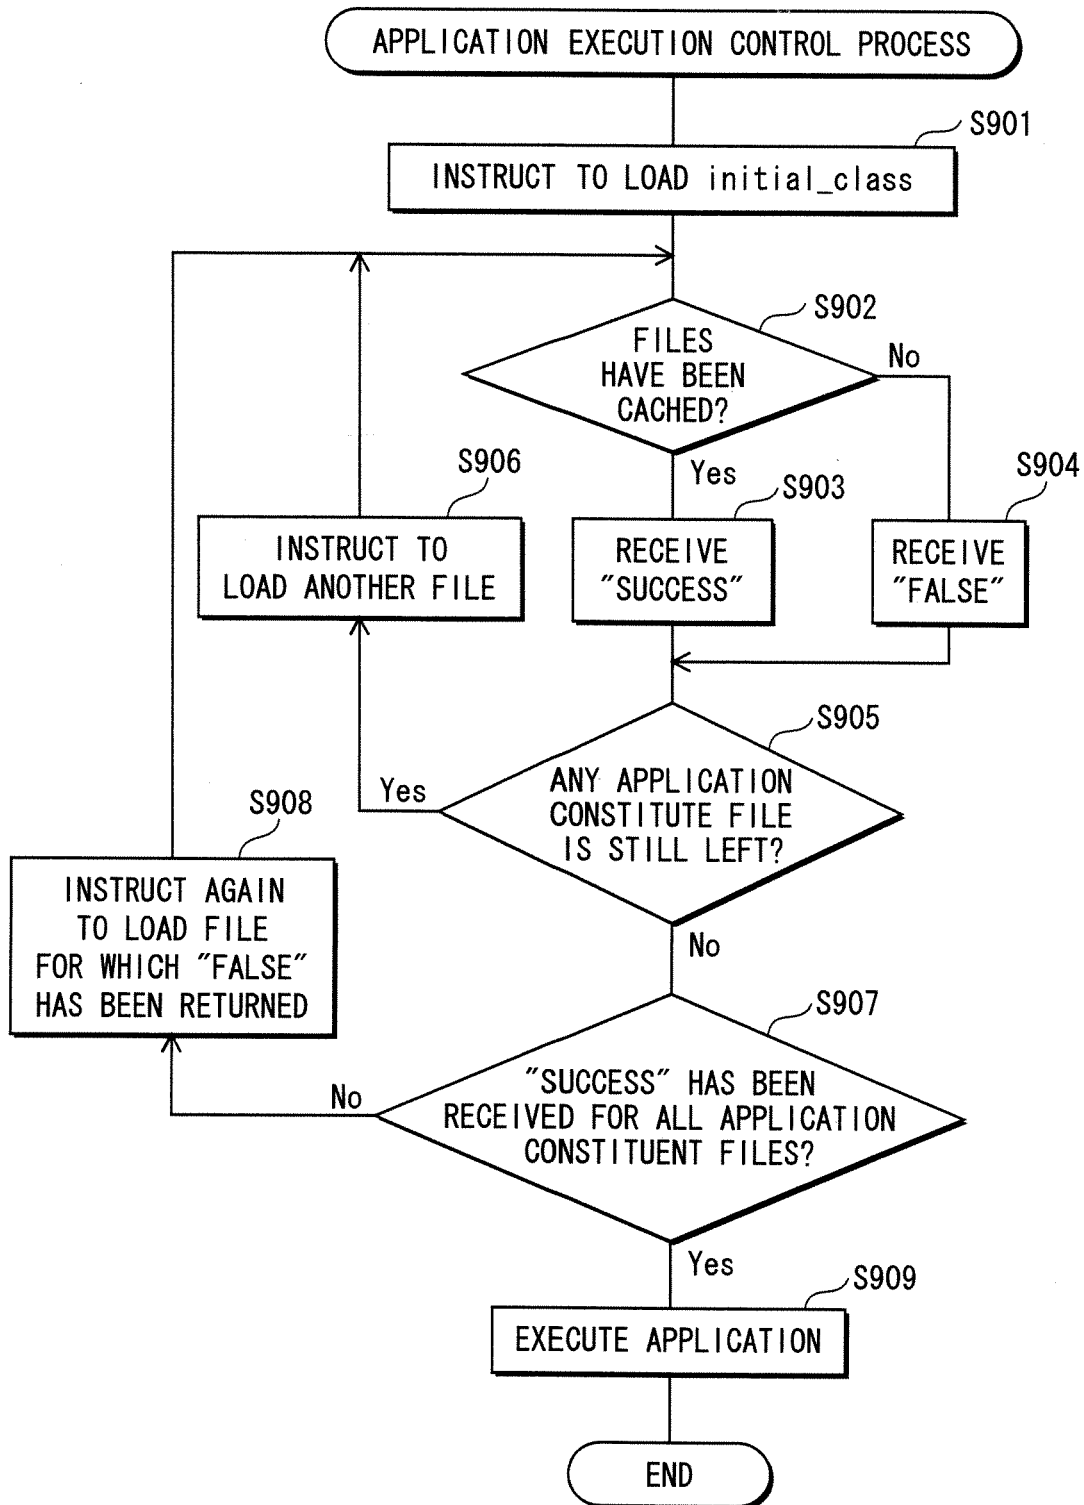 APPLICATION EXECUTION CONTROL PROCESS
S901
INSTRUCT TO LOAD initial_class
S902
FILES
HAVE BEEN
CACHED?
No
Yes
S903
RECEIVE
"SUCCESS"
S904
RECEIVE
"FALSE"
S906
INSTRUCT TO
LOAD ANOTHER FILE
S905
ANY APPLICATION
CONSTITUTE FILE
IS STILL LEFT?
Yes
No
S908
INSTRUCT AGAIN
TO LOAD FILE
FOR WHICH "FALSE"
HAS BEEN RETURNED
S907
"SUCCESS" HAS BEEN
RECEIVED FOR ALL APPLICATION
CONSTITUENT FILES?
No
Yes
S909
EXECUTE APPLICATION
END